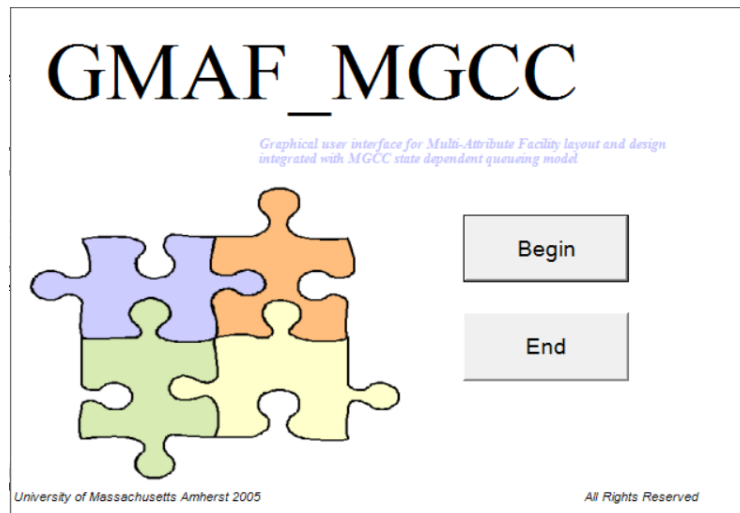 GMAF_MGCC
Graphical user interface for Multi-Attribute Facility layout and design
integrated with MGCC state dependent queueing model
Begin
End
University of Massachusetts Amherst 2005
All Rights Reserved